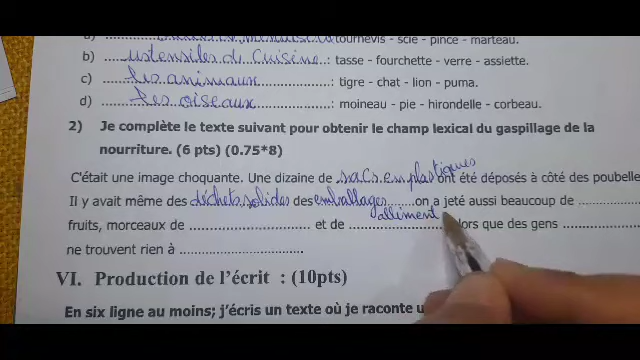 tournevis – scie – pince – marteau.
b) ustensiles de Cuisine : tasse – fourchette – verre – assiette.
c) les animaux : tigre – chat – lion – puma.
d) les oiseaux : moineau – pie – hirondelle – corbeau.
2) Je complète le texte suivant pour obtenir le champ lexical du gaspillage de la
nourriture. (6 pts) (0.75*8)
C'était une image choquante. Une dizaine de sacs en plastiques ont été déposés à côté des poubelle
Il y avait même des déchets solides des emballages on a jeté aussi beaucoup de
alliment
fruits, morceaux de et de lors que des gens
ne trouvent rien à
VI. Production de l'écrit : (10pts)
En six ligne au moins; j'écris un texte où je raconte u